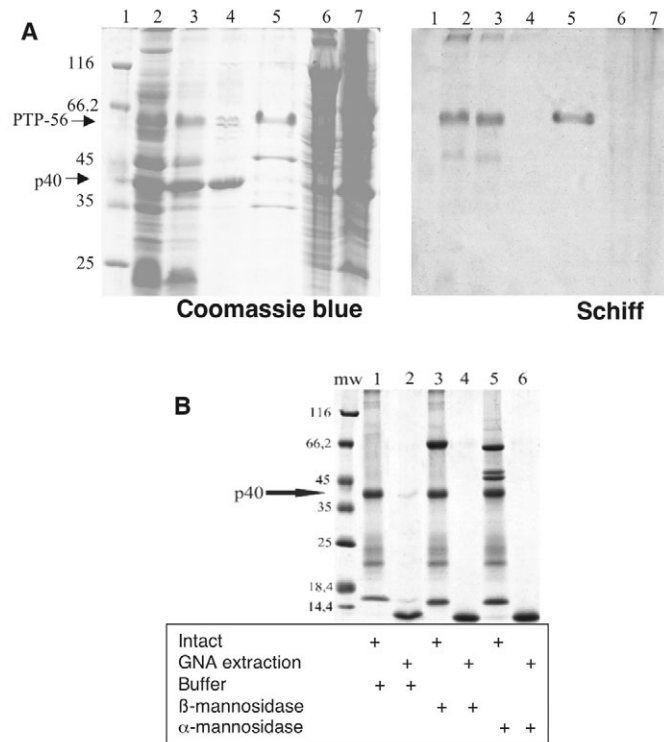 A
1 2 3 4 5 6 7
1 2 3 4 5 6 7
116
66.2
PTP-56
45
p40
35
25
Coomassie blue
Schiff
B
mw 1 2 3 4 5 6
116
66,2
45
p40
35
25
18,4
14,4
Intact + + +
GNA extraction + + +
Buffer + +
ß-mannosidase + +
α-mannosidase + +